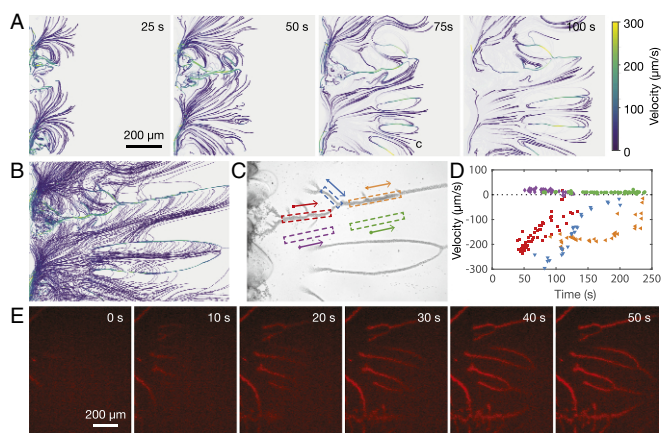 A
25 s
50 s
75s
100 s
300
200
100
0
Velocity (µm/s)
200 µm
c
B
C
D
100
0
-100
-200
-300
Velocity (µm/s)
0
50
100
150
200
250
Time (s)
E
0 s
10 s
20 s
30 s
40 s
50 s
200 µm